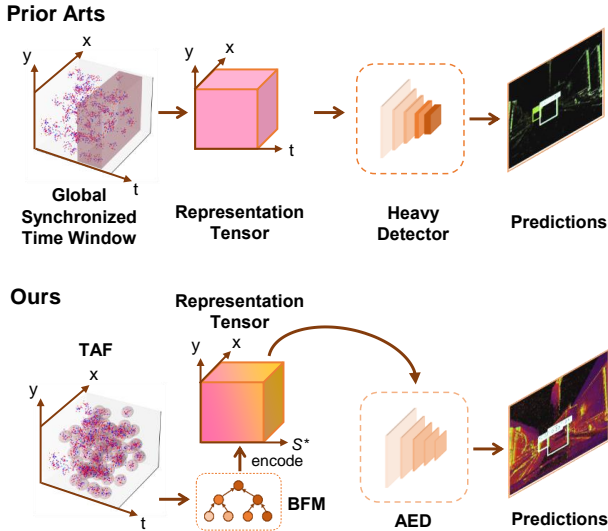 Prior Arts
y
x
t
Global
Synchronized
Time Window
y
x
t
Representation
Tensor
Heavy
Detector
Predictions
Ours
TAF
y
x
t
Representation
Tensor
y
x
S*
encode
BFM
AED
Predictions